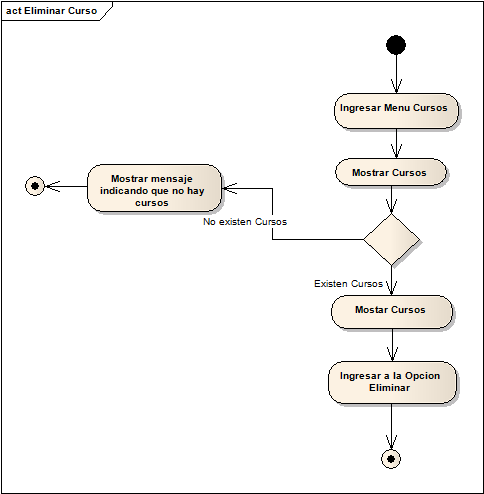 act Eliminar Curso
Ingresar Menu Cursos
Mostrar Cursos
Mostrar mensaje
indicando que no hay
cursos
No existen Cursos
Existen Cursos
Mostar Cursos
Ingresar a la Opcion
Eliminar